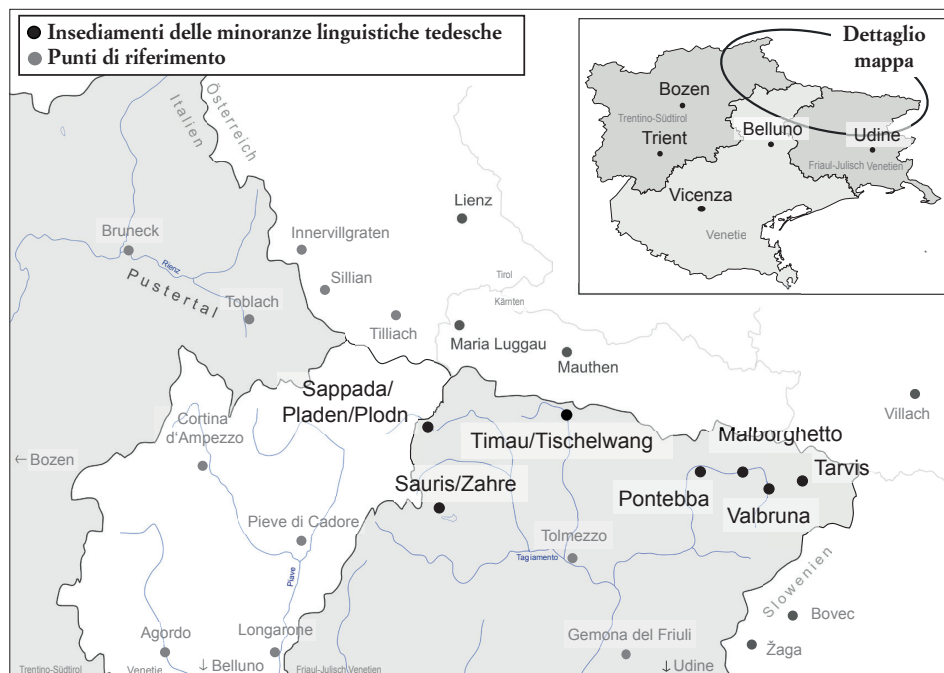 Insediamenti delle minoranze linguistiche tedesche
Punti di riferimento
Dettaglio
mappa
Bozen
Trentino-Südtirol
Trient
Belluno
Udine
Friaul-Julisch Venetien
Vicenza
Venetie
Italien
Österreich
Lienz
Bruneck
Innervillgraten
Rienz
Sillian
Pustertal
Toblach
Tilliach
Tirol
Kärnten
Maria Luggau
Mauthen
Villach
Sappada/
Pladen/Plodn
Cortina
d'Ampezzo
Timau/Tischelwang
Malborghetto
Tarvis
← Bozen
Sauris/Zahre
Pontebba
Valbruna
Pieve di Cadore
Tolmezzo
Tagiamento
Piave
Slowenien
Bovec
Agordo
Longarone
Gemona del Friuli
Žaga
Trentino-Südtirol
Venetie
↓ Belluno
Friaul-Julisch Venetien
↓ Udine